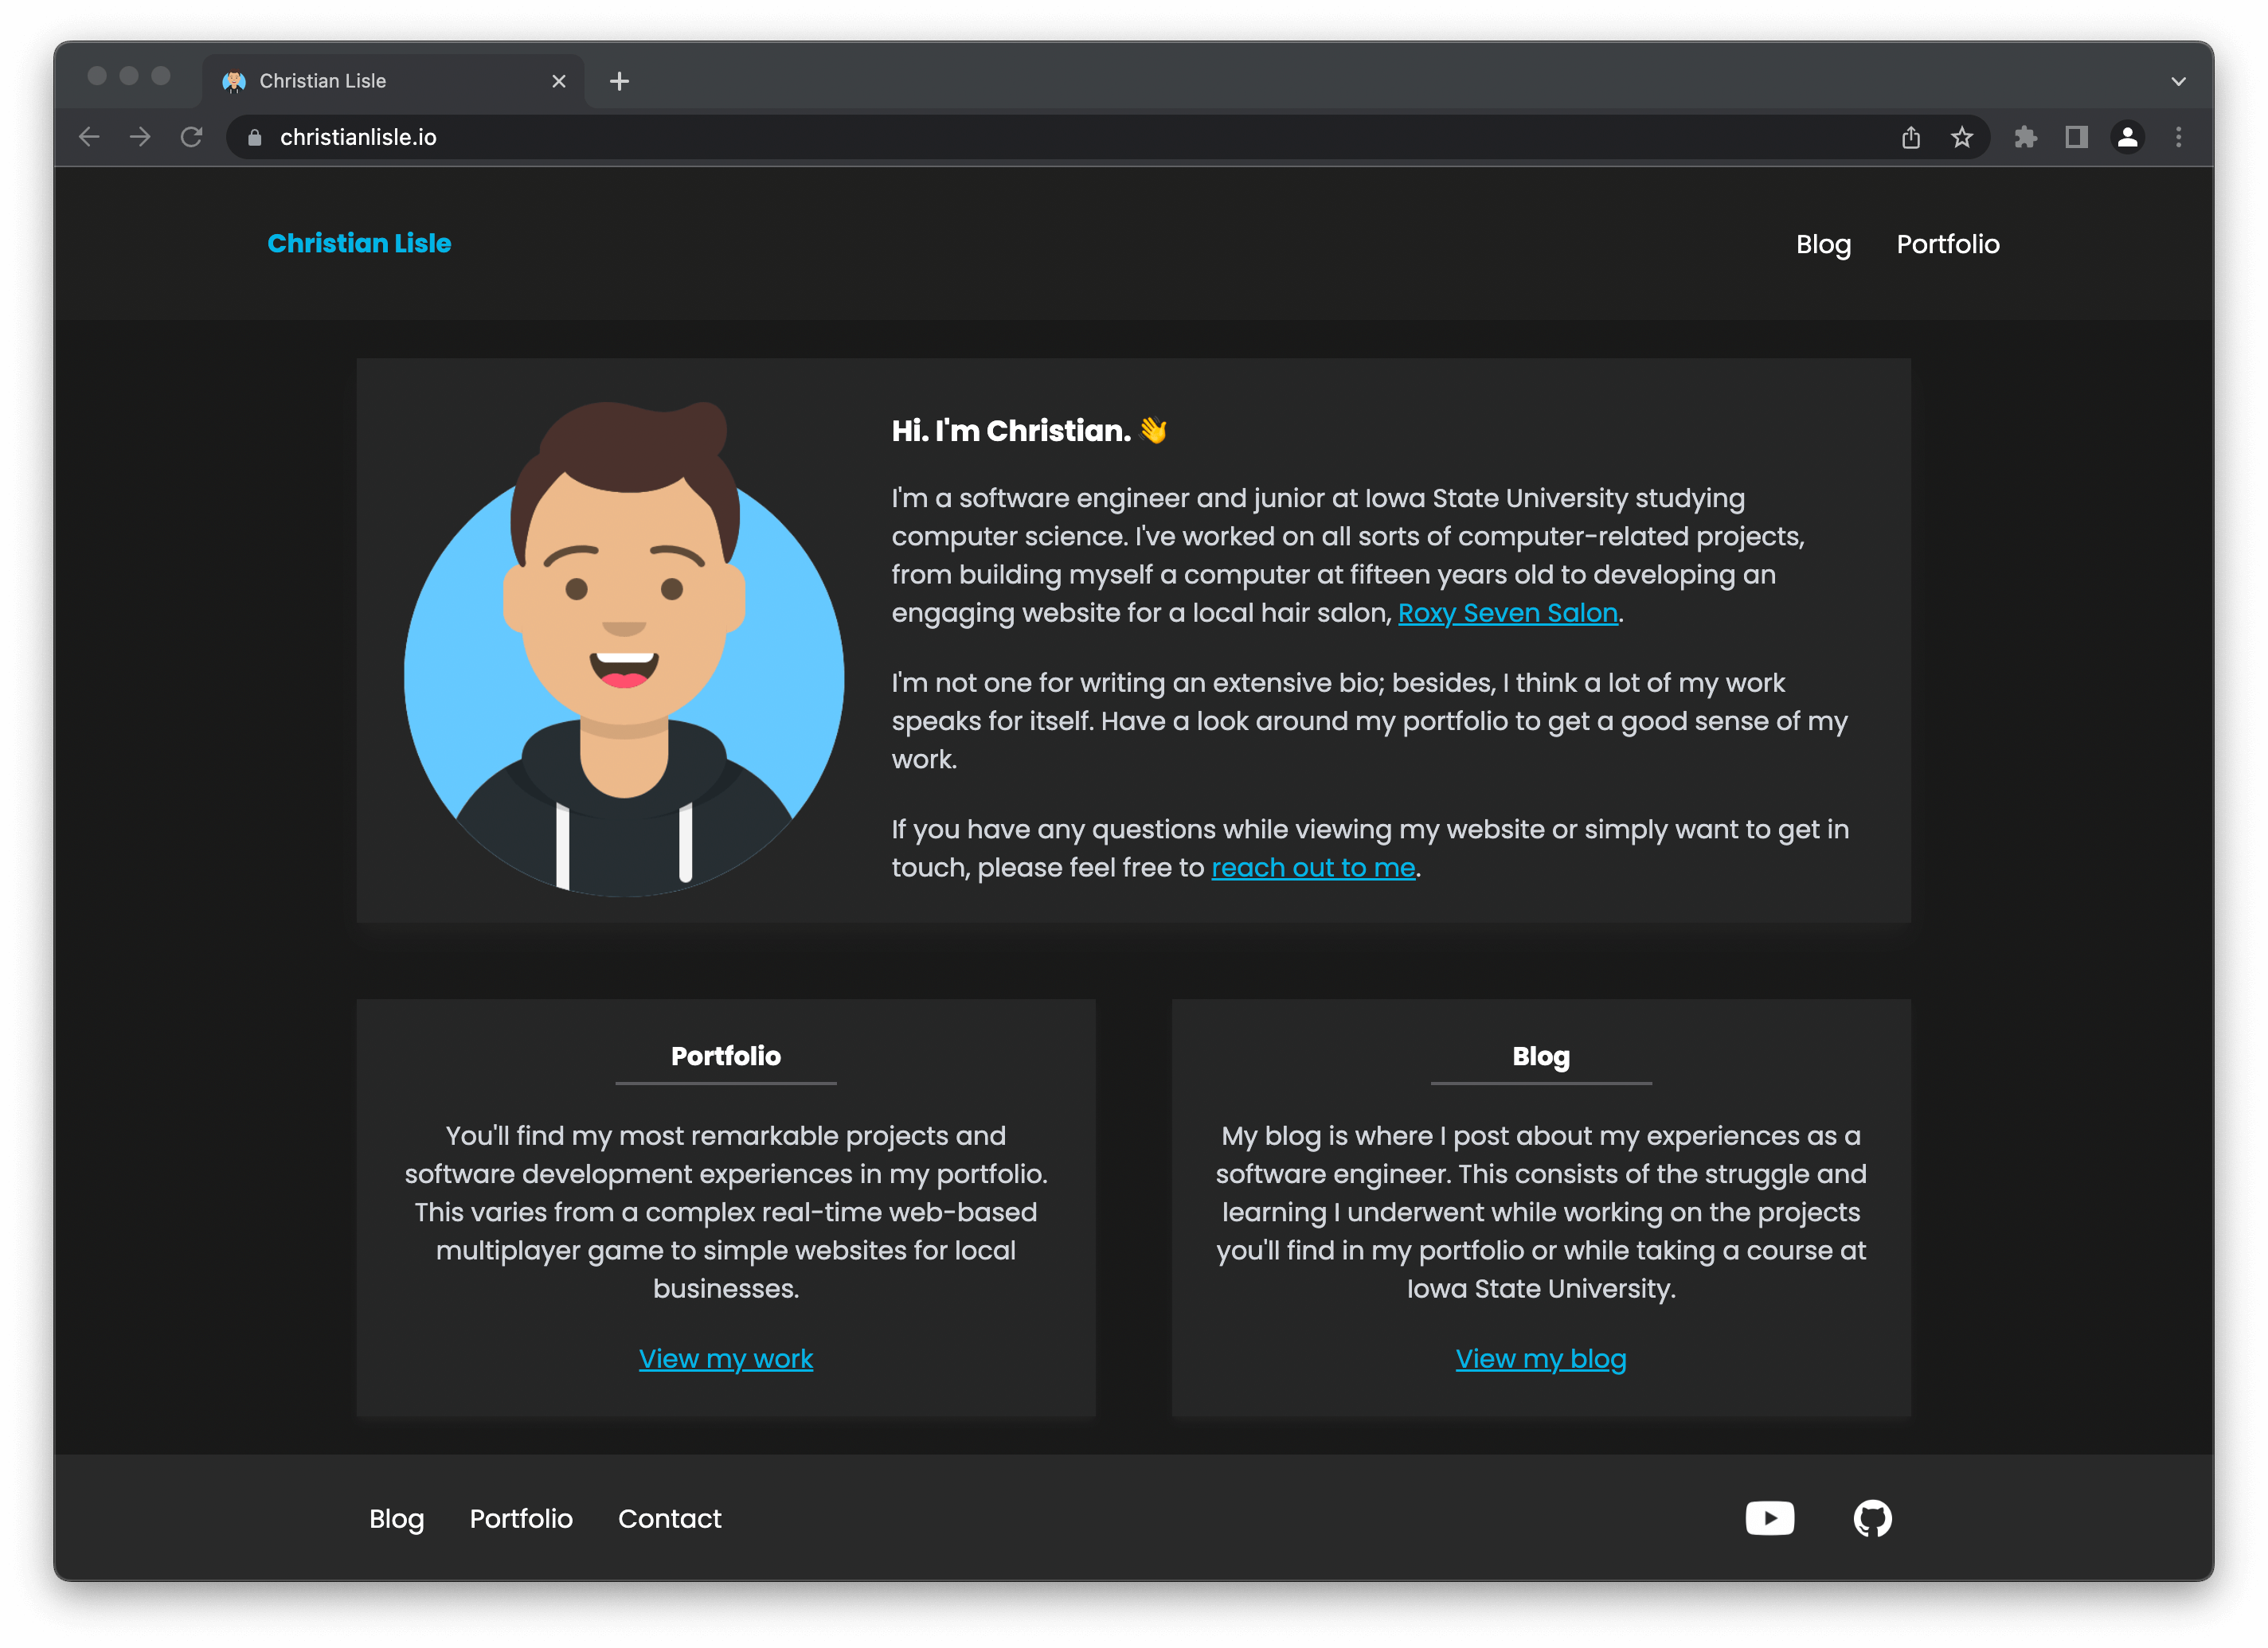 Christian Lisle
christianlisle.io
Christian Lisle
Blog
Portfolio
Hi. I'm Christian. 👋
I'm a software engineer and junior at Iowa State University studying
computer science. I've worked on all sorts of computer-related projects,
from building myself a computer at fifteen years old to developing an
engaging website for a local hair salon, Roxy Seven Salon.
I'm not one for writing an extensive bio; besides, I think a lot of my work
speaks for itself. Have a look around my portfolio to get a good sense of my
work.
If you have any questions while viewing my website or simply want to get in
touch, please feel free to reach out to me.
Portfolio
You'll find my most remarkable projects and
software development experiences in my portfolio.
This varies from a complex real-time web-based
multiplayer game to simple websites for local
businesses.
View my work
Blog
My blog is where I post about my experiences as a
software engineer. This consists of the struggle and
learning I underwent while working on the projects
you'll find in my portfolio or while taking a course at
Iowa State University.
View my blog
Blog
Portfolio
Contact